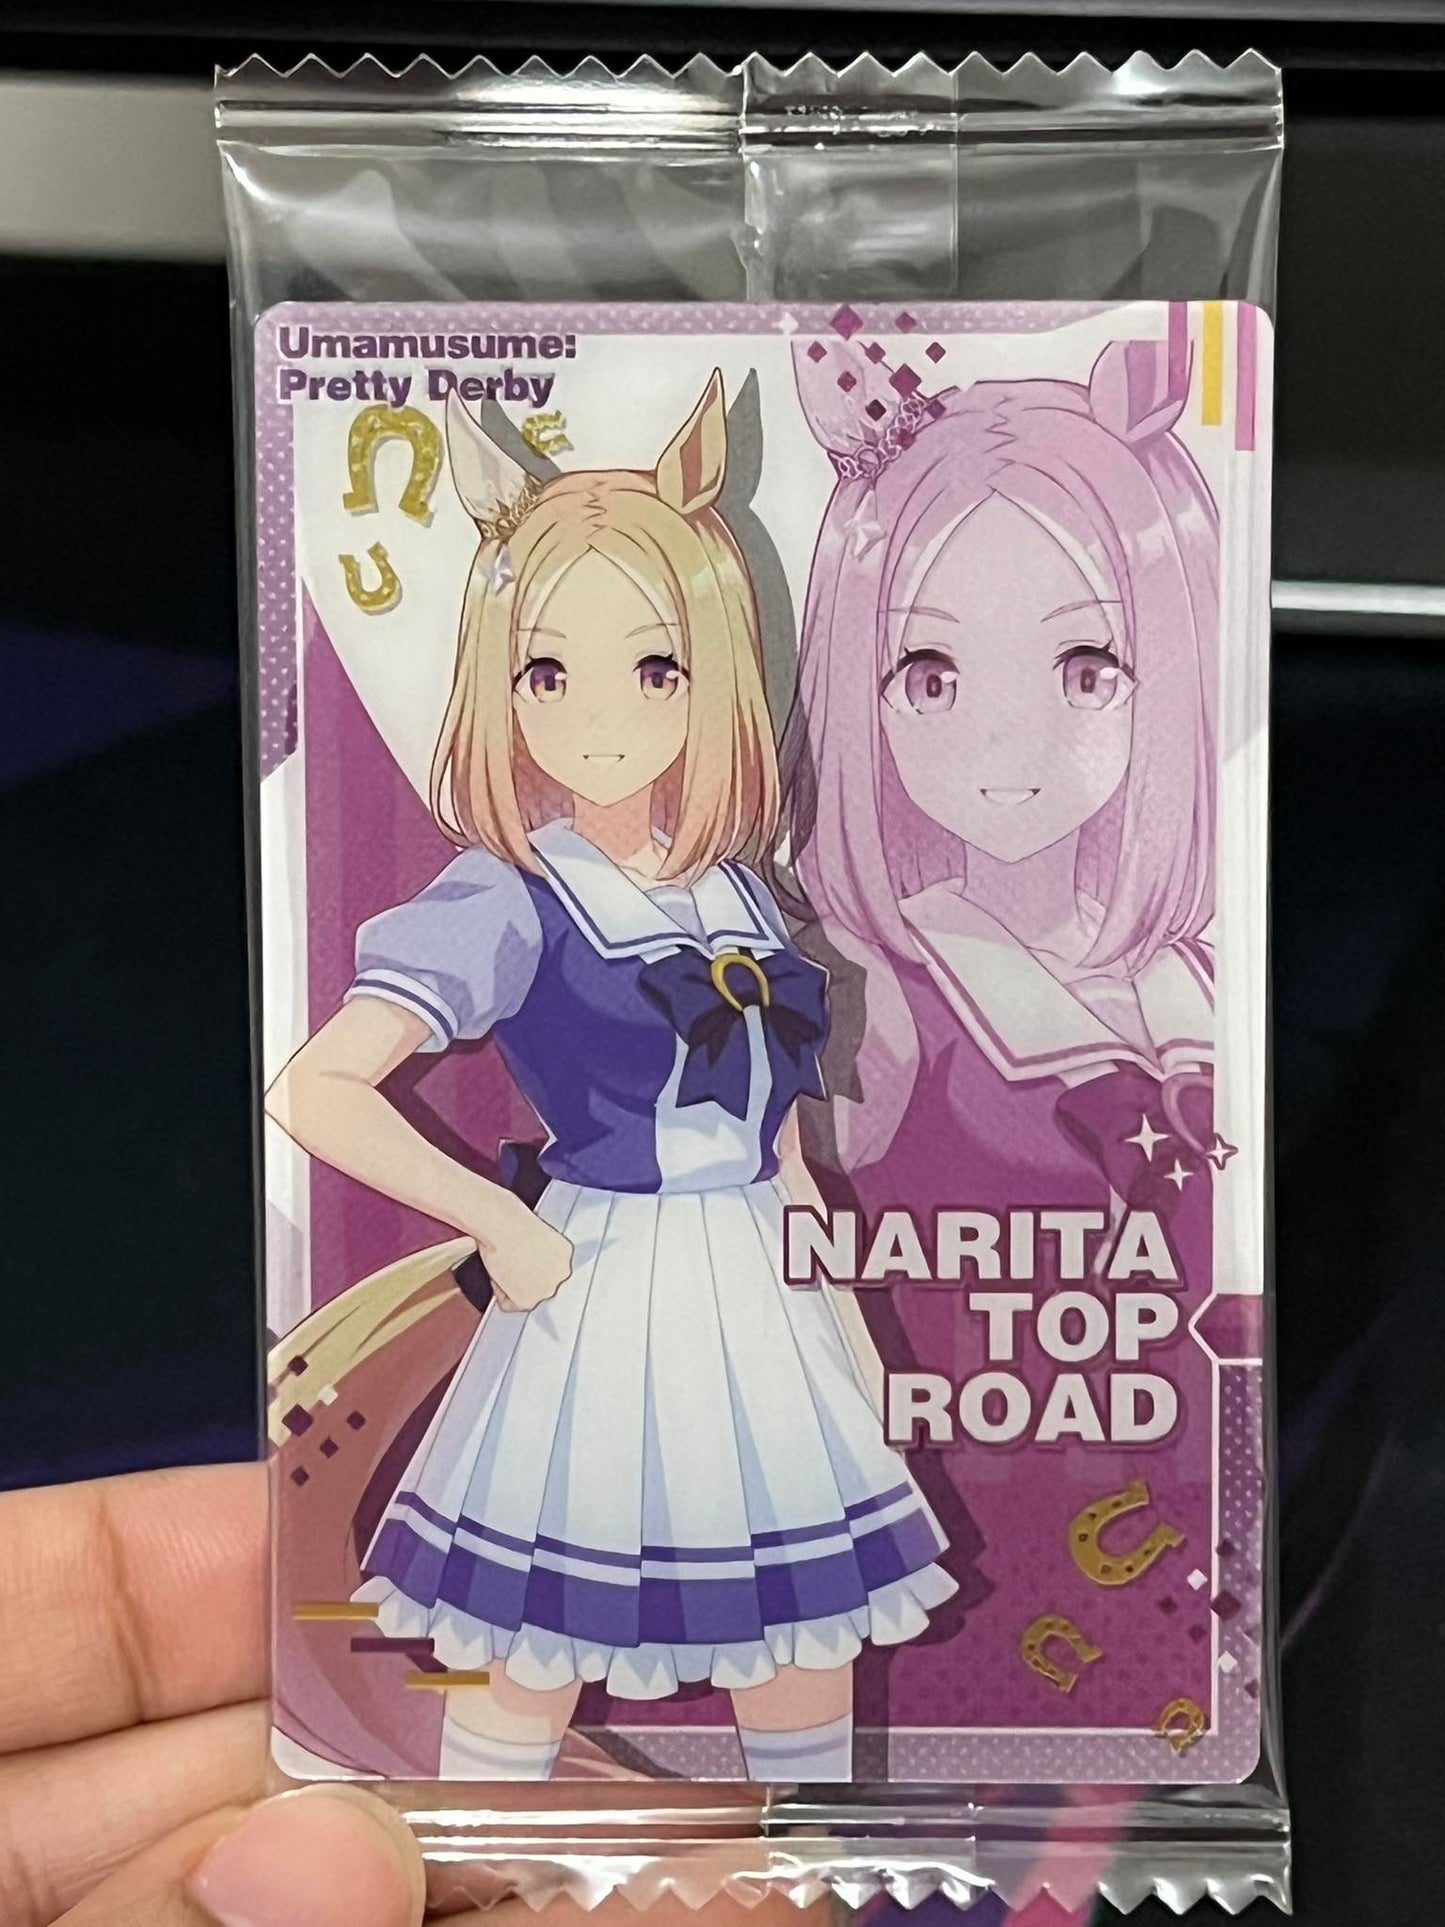 Umamusume:
Pretty Derby
NARITA
TOP
ROAD